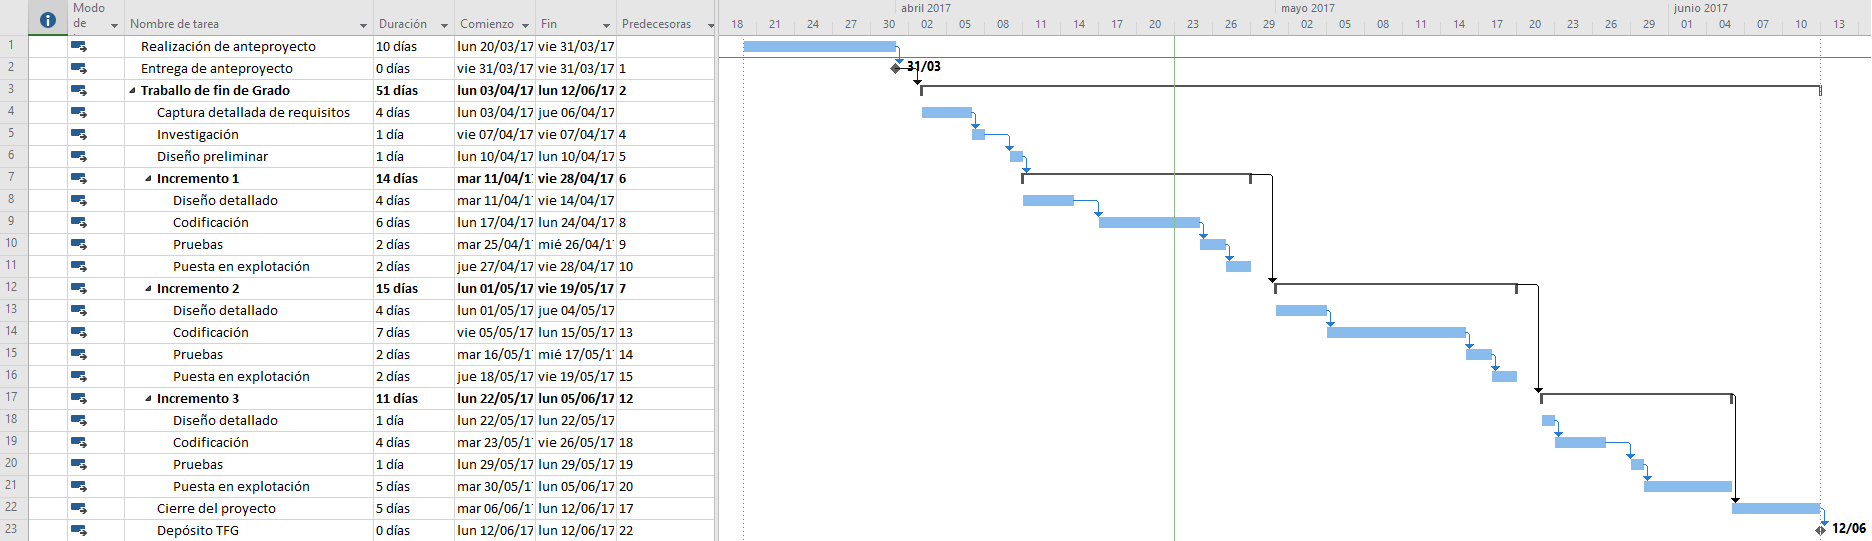 Modo de Nombre de tarea Duración Comienzo Fin Predecesoras
abril 2017 mayo 2017 junio 2017
18 21 24 27 30 02 05 08 11 14 17 20 23 26 29 02 05 08 11 14 17 20 23 26 29 01 04 07 10 13
1 Realización de anteproyecto 10 días lun 20/03/17 vie 31/03/17
2 Entrega de anteproyecto 0 días vie 31/03/17 vie 31/03/17 1 31/03
3 Traballo de fin de Grado 51 días lun 03/04/17 lun 12/06/17 2
4 Captura detallada de requisitos 4 días lun 03/04/17 jue 06/04/17
5 Investigación 1 día vie 07/04/17 vie 07/04/17 4
6 Diseño preliminar 1 día lun 10/04/17 lun 10/04/17 5
7 Incremento 1 14 días mar 11/04/1 vie 28/04/17 6
8 Diseño detallado 4 días mar 11/04/1 vie 14/04/17
9 Codificación 6 días lun 17/04/17 lun 24/04/17 8
10 Pruebas 2 días mar 25/04/1 mié 26/04/1 9
11 Puesta en explotación 2 días jue 27/04/17 vie 28/04/17 10
12 Incremento 2 15 días lun 01/05/17 vie 19/05/17 7
13 Diseño detallado 4 días lun 01/05/17 jue 04/05/17
14 Codificación 7 días vie 05/05/17 lun 15/05/17 13
15 Pruebas 2 días mar 16/05/1 mié 17/05/1 14
16 Puesta en explotación 2 días jue 18/05/17 vie 19/05/17 15
17 Incremento 3 11 días lun 22/05/17 lun 05/06/17 12
18 Diseño detallado 1 día lun 22/05/17 lun 22/05/17
19 Codificación 4 días mar 23/05/1 vie 26/05/17 18
20 Pruebas 1 día lun 29/05/17 lun 29/05/17 19
21 Puesta en explotación 5 días mar 30/05/1 lun 05/06/17 20
22 Cierre del proyecto 5 días mar 06/06/1 lun 12/06/17 17
23 Depósito TFG 0 días lun 12/06/17 lun 12/06/17 22 12/06